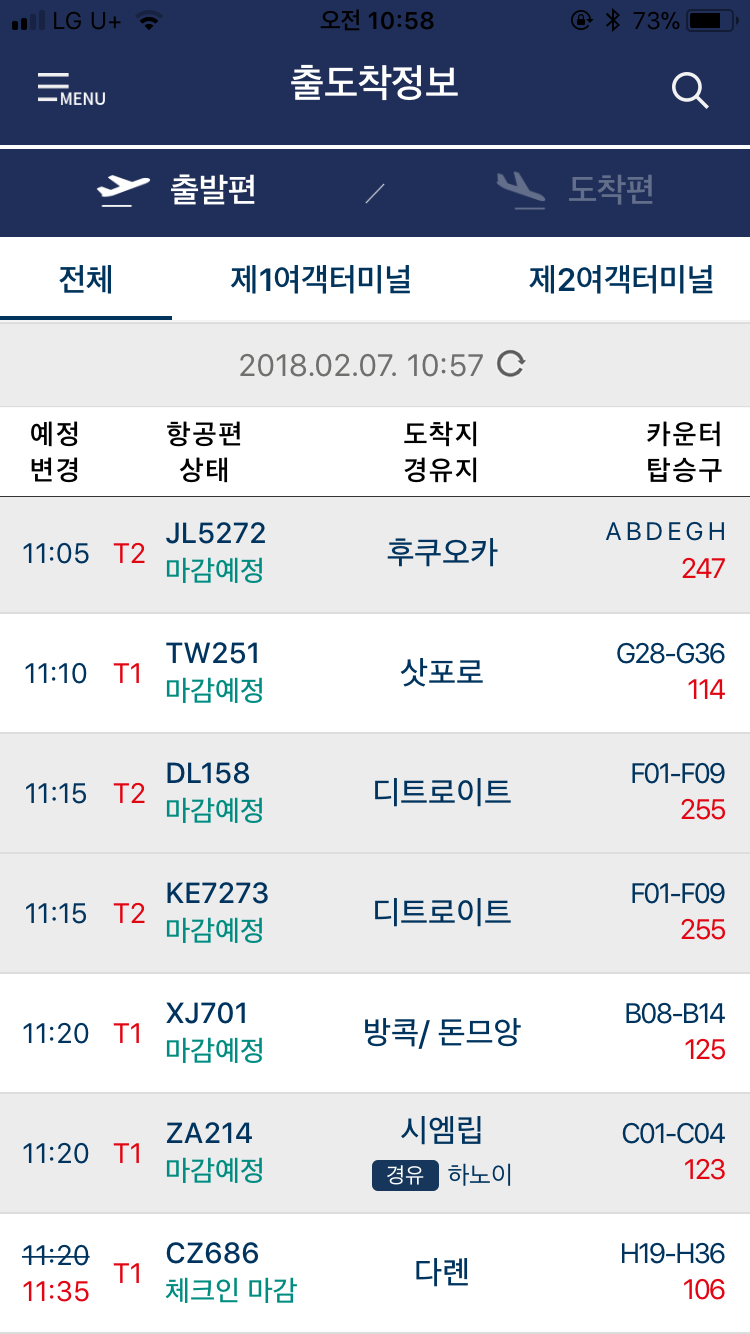 LG U+ 오전 10:58 73%
MENU 출도착정보
출발편 / 도착편
전체 제1여객터미널 제2여객터미널
2018.02.07. 10:57
예정 항공편 도착지 카운터
변경 상태 경유지 탑승구
JL5272 ABDEGH
11:05 T2 후쿠오카
마감예정 247
TW251 G28-G36
11:10 T1 삿포로
마감예정 114
DL158 F01-F09
11:15 T2 디트로이트
마감예정 255
KE7273 F01-F09
11:15 T2 디트로이트
마감예정 255
XJ701 B08-B14
11:20 T1 방콕/ 돈므앙
마감예정 125
ZA214 시엠립 C01-C04
11:20 T1
마감예정 경유 하노이 123
11:20 CZ686 H19-H36
T1 다롄
11:35 체크인 마감 106